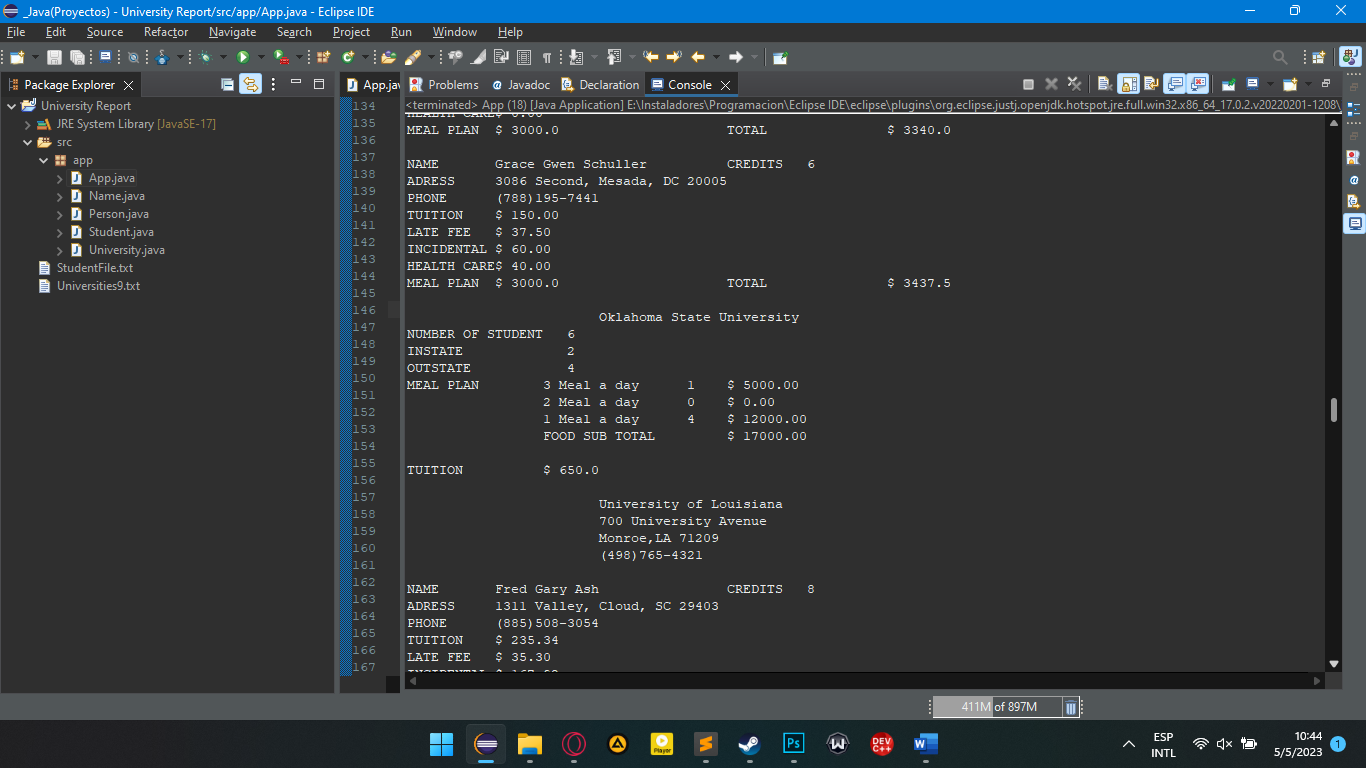 _Java(Proyectos) - University Report/src/app/App.java - Eclipse IDE
File Edit Source Refactor Navigate Search Project Run Window Help
Package Explorer
University Report
JRE System Library [JavaSE-17]
src
app
App.java
Name.java
Person.java
Student.java
University.java
StudentFile.txt
Universities9.txt
App.jav
134
135
136
137
138
139
140
141
142
143
144
145
146
147
148
149
150
151
152
153
154
155
156
157
158
159
160
161
162
163
164
165
166
167
Problems Javadoc Declaration Console
<terminated> App (18) [Java Application] E:\Instaladores\Programacion\Eclipse IDE\eclipse\plugins\org.eclipse.justj.openjdk.hotspot.jre.full.win32.x86_64_17.0.2.v20220201-1208\
HEALTH CARE$ 0.00
MEAL PLAN $ 3000.0 TOTAL $ 3340.0
NAME Grace Gwen Schuller CREDITS 6
ADRESS 3086 Second, Mesada, DC 20005
PHONE (788)195-7441
TUITION $ 150.00
LATE FEE $ 37.50
INCIDENTAL $ 60.00
HEALTH CARE$ 40.00
MEAL PLAN $ 3000.0 TOTAL $ 3437.5
Oklahoma State University
NUMBER OF STUDENT 6
INSTATE 2
OUTSTATE 4
MEAL PLAN 3 Meal a day 1 $ 5000.00
2 Meal a day 0 $ 0.00
1 Meal a day 4 $ 12000.00
FOOD SUB TOTAL $ 17000.00
TUITION $ 650.0
University of Louisiana
700 University Avenue
Monroe,LA 71209
(498)765-4321
NAME Fred Gary Ash CREDITS 8
ADRESS 1311 Valley, Cloud, SC 29403
PHONE (885)508-3054
TUITION $ 235.34
LATE FEE $ 35.30
411M of 897M
Player
Ps
DEV C++
W
ESP
INTL
10:44
5/5/2023
1